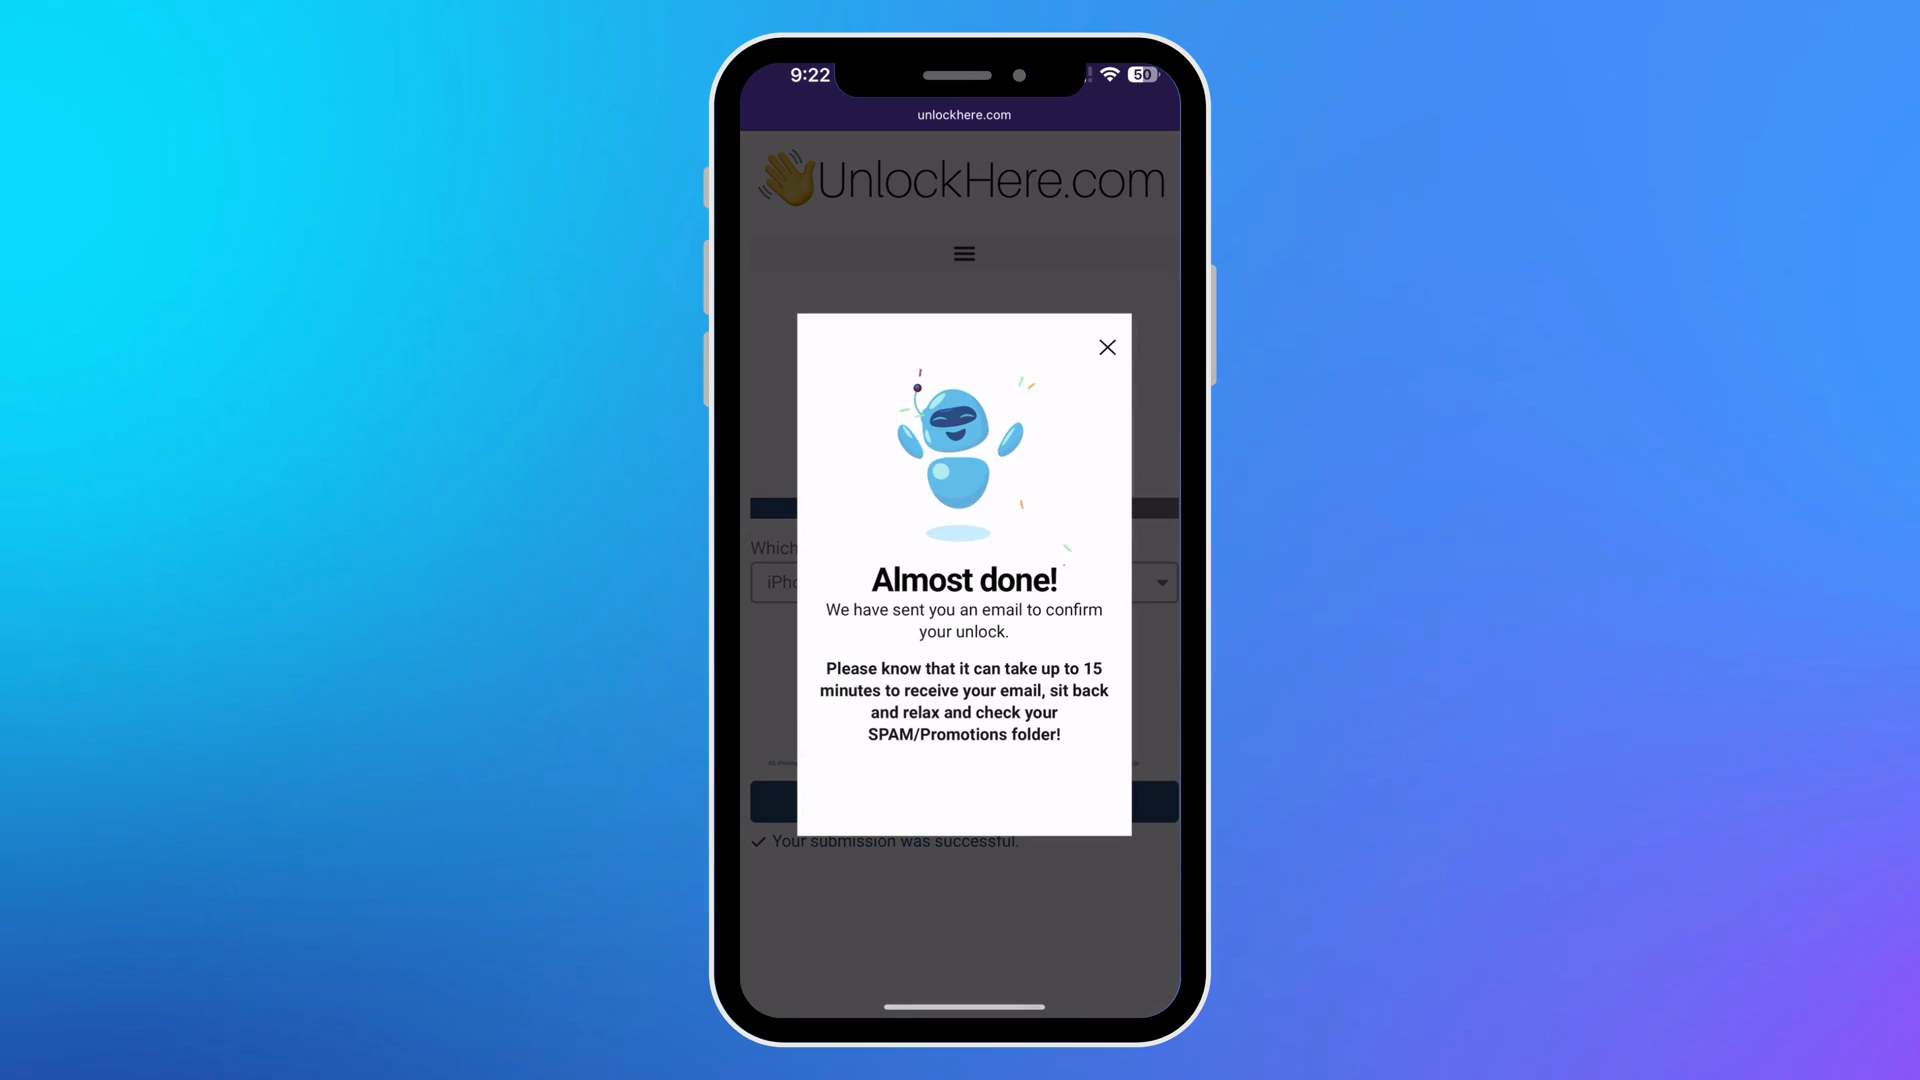 9:22
50
unlockhere.com
UnlockHere.com
Almost done!
We have sent you an email to confirm
your unlock.
Please know that it can take up to 15
minutes to receive your email, sit back
and relax and check your
SPAM/Promotions folder!
Which
Your submission was successful.